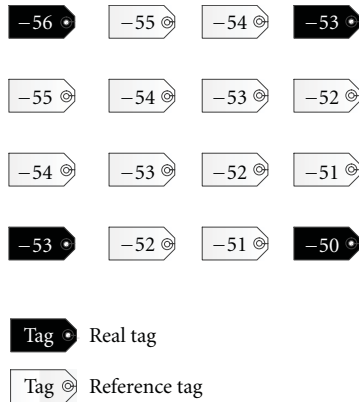 −56 −55 −54 −53
−55 −54 −53 −52
−54 −53 −52 −51
−53 −52 −51 −50
Tag Real tag
Tag Reference tag